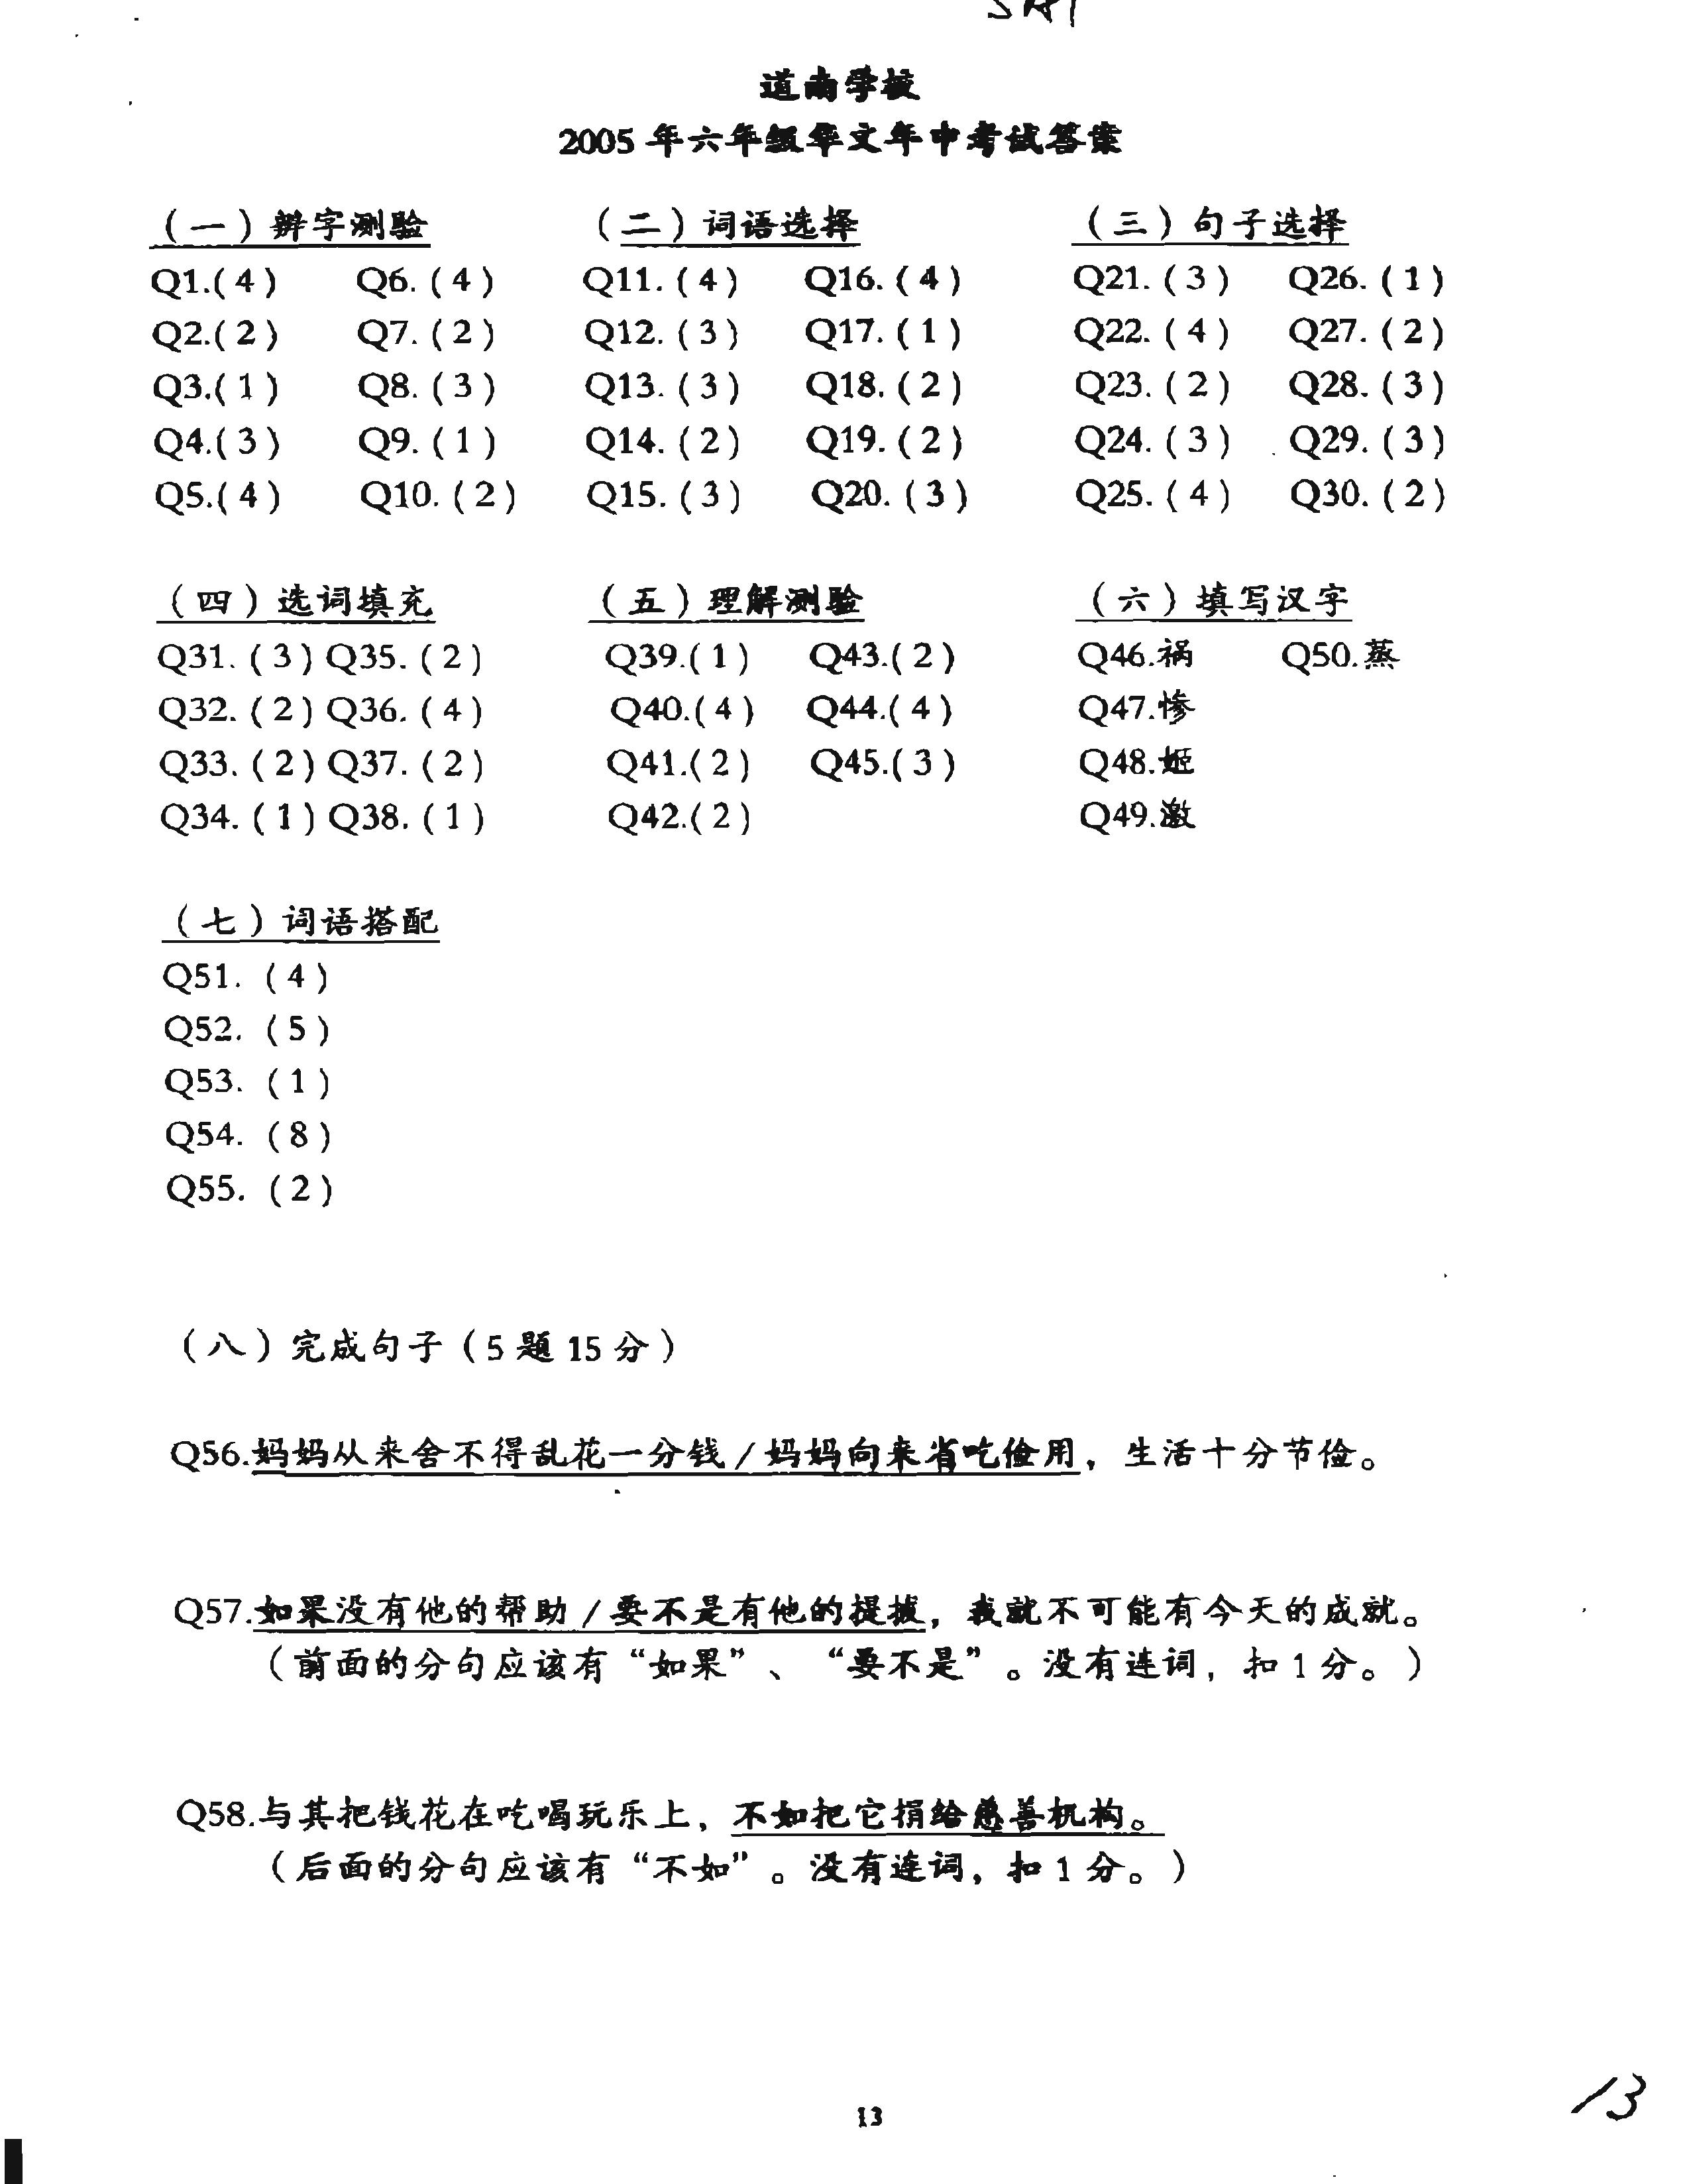 道南学校
2005 年六年级华文年中考试答案
（一）辨字测验
Q1.( 4 ) Q6. ( 4 )
Q2.( 2 ) Q7. ( 2 )
Q3.( 1 ) Q8. ( 3 )
Q4.( 3 ) Q9. ( 1 )
Q5.( 4 ) Q10. ( 2 )
（二）词语选择
Q11. ( 4 ) Q16. ( 4 )
Q12. ( 3 ) Q17. ( 1 )
Q13. ( 3 ) Q18. ( 2 )
Q14. ( 2 ) Q19. ( 2 )
Q15. ( 3 ) Q20. ( 3 )
（三）句子选择
Q21. ( 3 ) Q26. ( 1 )
Q22. ( 4 ) Q27. ( 2 )
Q23. ( 2 ) Q28. ( 3 )
Q24. ( 3 ) Q29. ( 3 )
Q25. ( 4 ) Q30. ( 2 )
（四）选词填充
Q31. ( 3 ) Q35. ( 2 )
Q32. ( 2 ) Q36. ( 4 )
Q33. ( 2 ) Q37. ( 2 )
Q34. ( 1 ) Q38. ( 1 )
（五）理解测验
Q39.( 1 ) Q43.( 2 )
Q40.( 4 ) Q44.( 4 )
Q41.( 2 ) Q45.( 3 )
Q42.( 2 )
（六）填写汉字
Q46.祸 Q50.蒸
Q47.惨
Q48.姬
Q49.激
（七）词语搭配
Q51. ( 4 )
Q52. ( 5 )
Q53. ( 1 )
Q54. ( 8 )
Q55. ( 2 )
（八）完成句子（5 题 15 分）
Q56.妈妈从来舍不得乱花一分钱 / 妈妈向来省吃俭用，生活十分节俭。
Q57.如果没有他的帮助 / 要不是有他的提拔，我就不可能有今天的成就。
（前面的分句应该有“如果”、“要不是”。没有连词，扣 1 分。）
Q58.与其把钱花在吃喝玩乐上，不如把它捐给慈善机构。
（后面的分句应该有“不如”。没有连词，扣 1 分。）
13
13